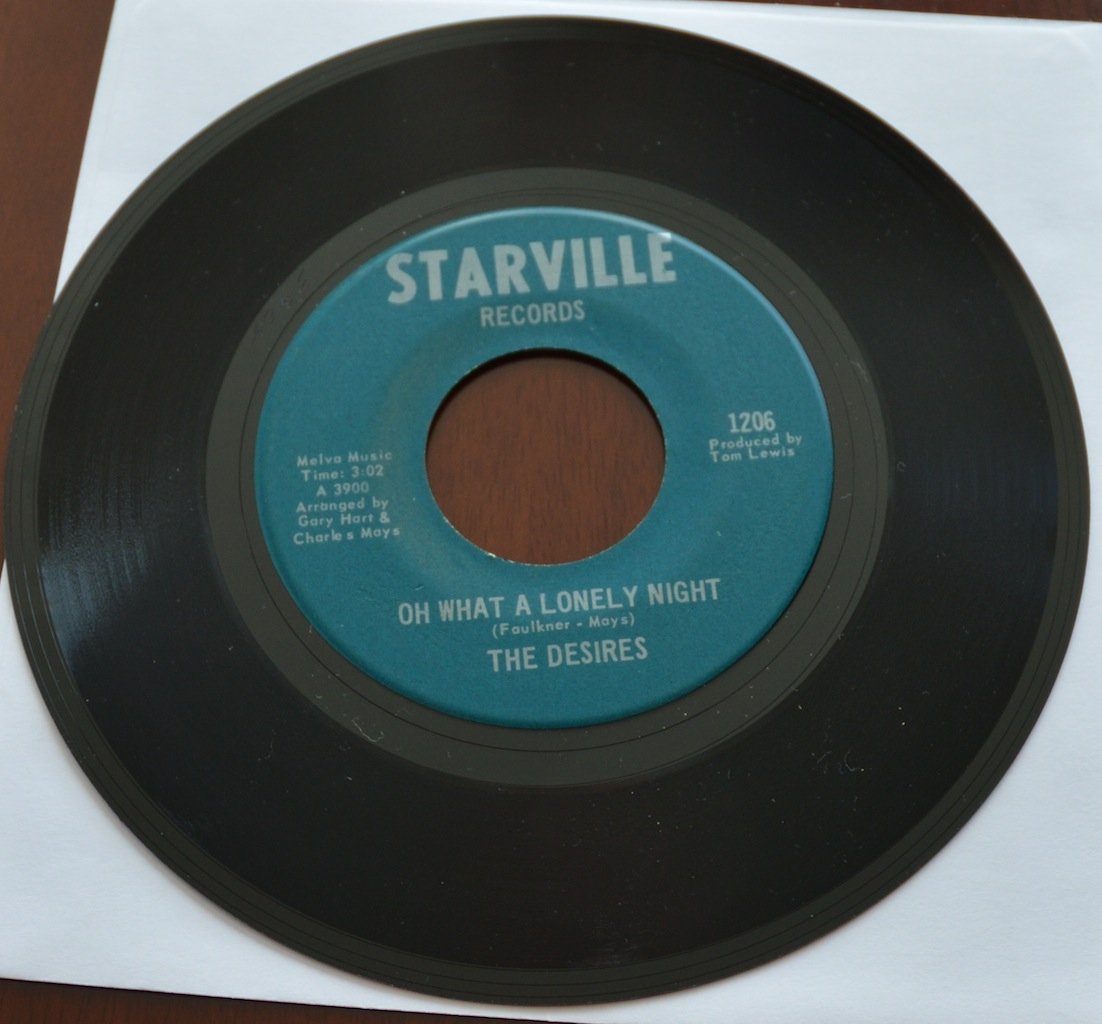 STARVILLE
RECORDS
1206
Produced by
Tom Lewis
Melva Music
Time: 3:02
A 3900
Arranged by
Gary Hart &
Charles Mays
OH WHAT A LONELY NIGHT
(Faulkner - Mays)
THE DESIRES